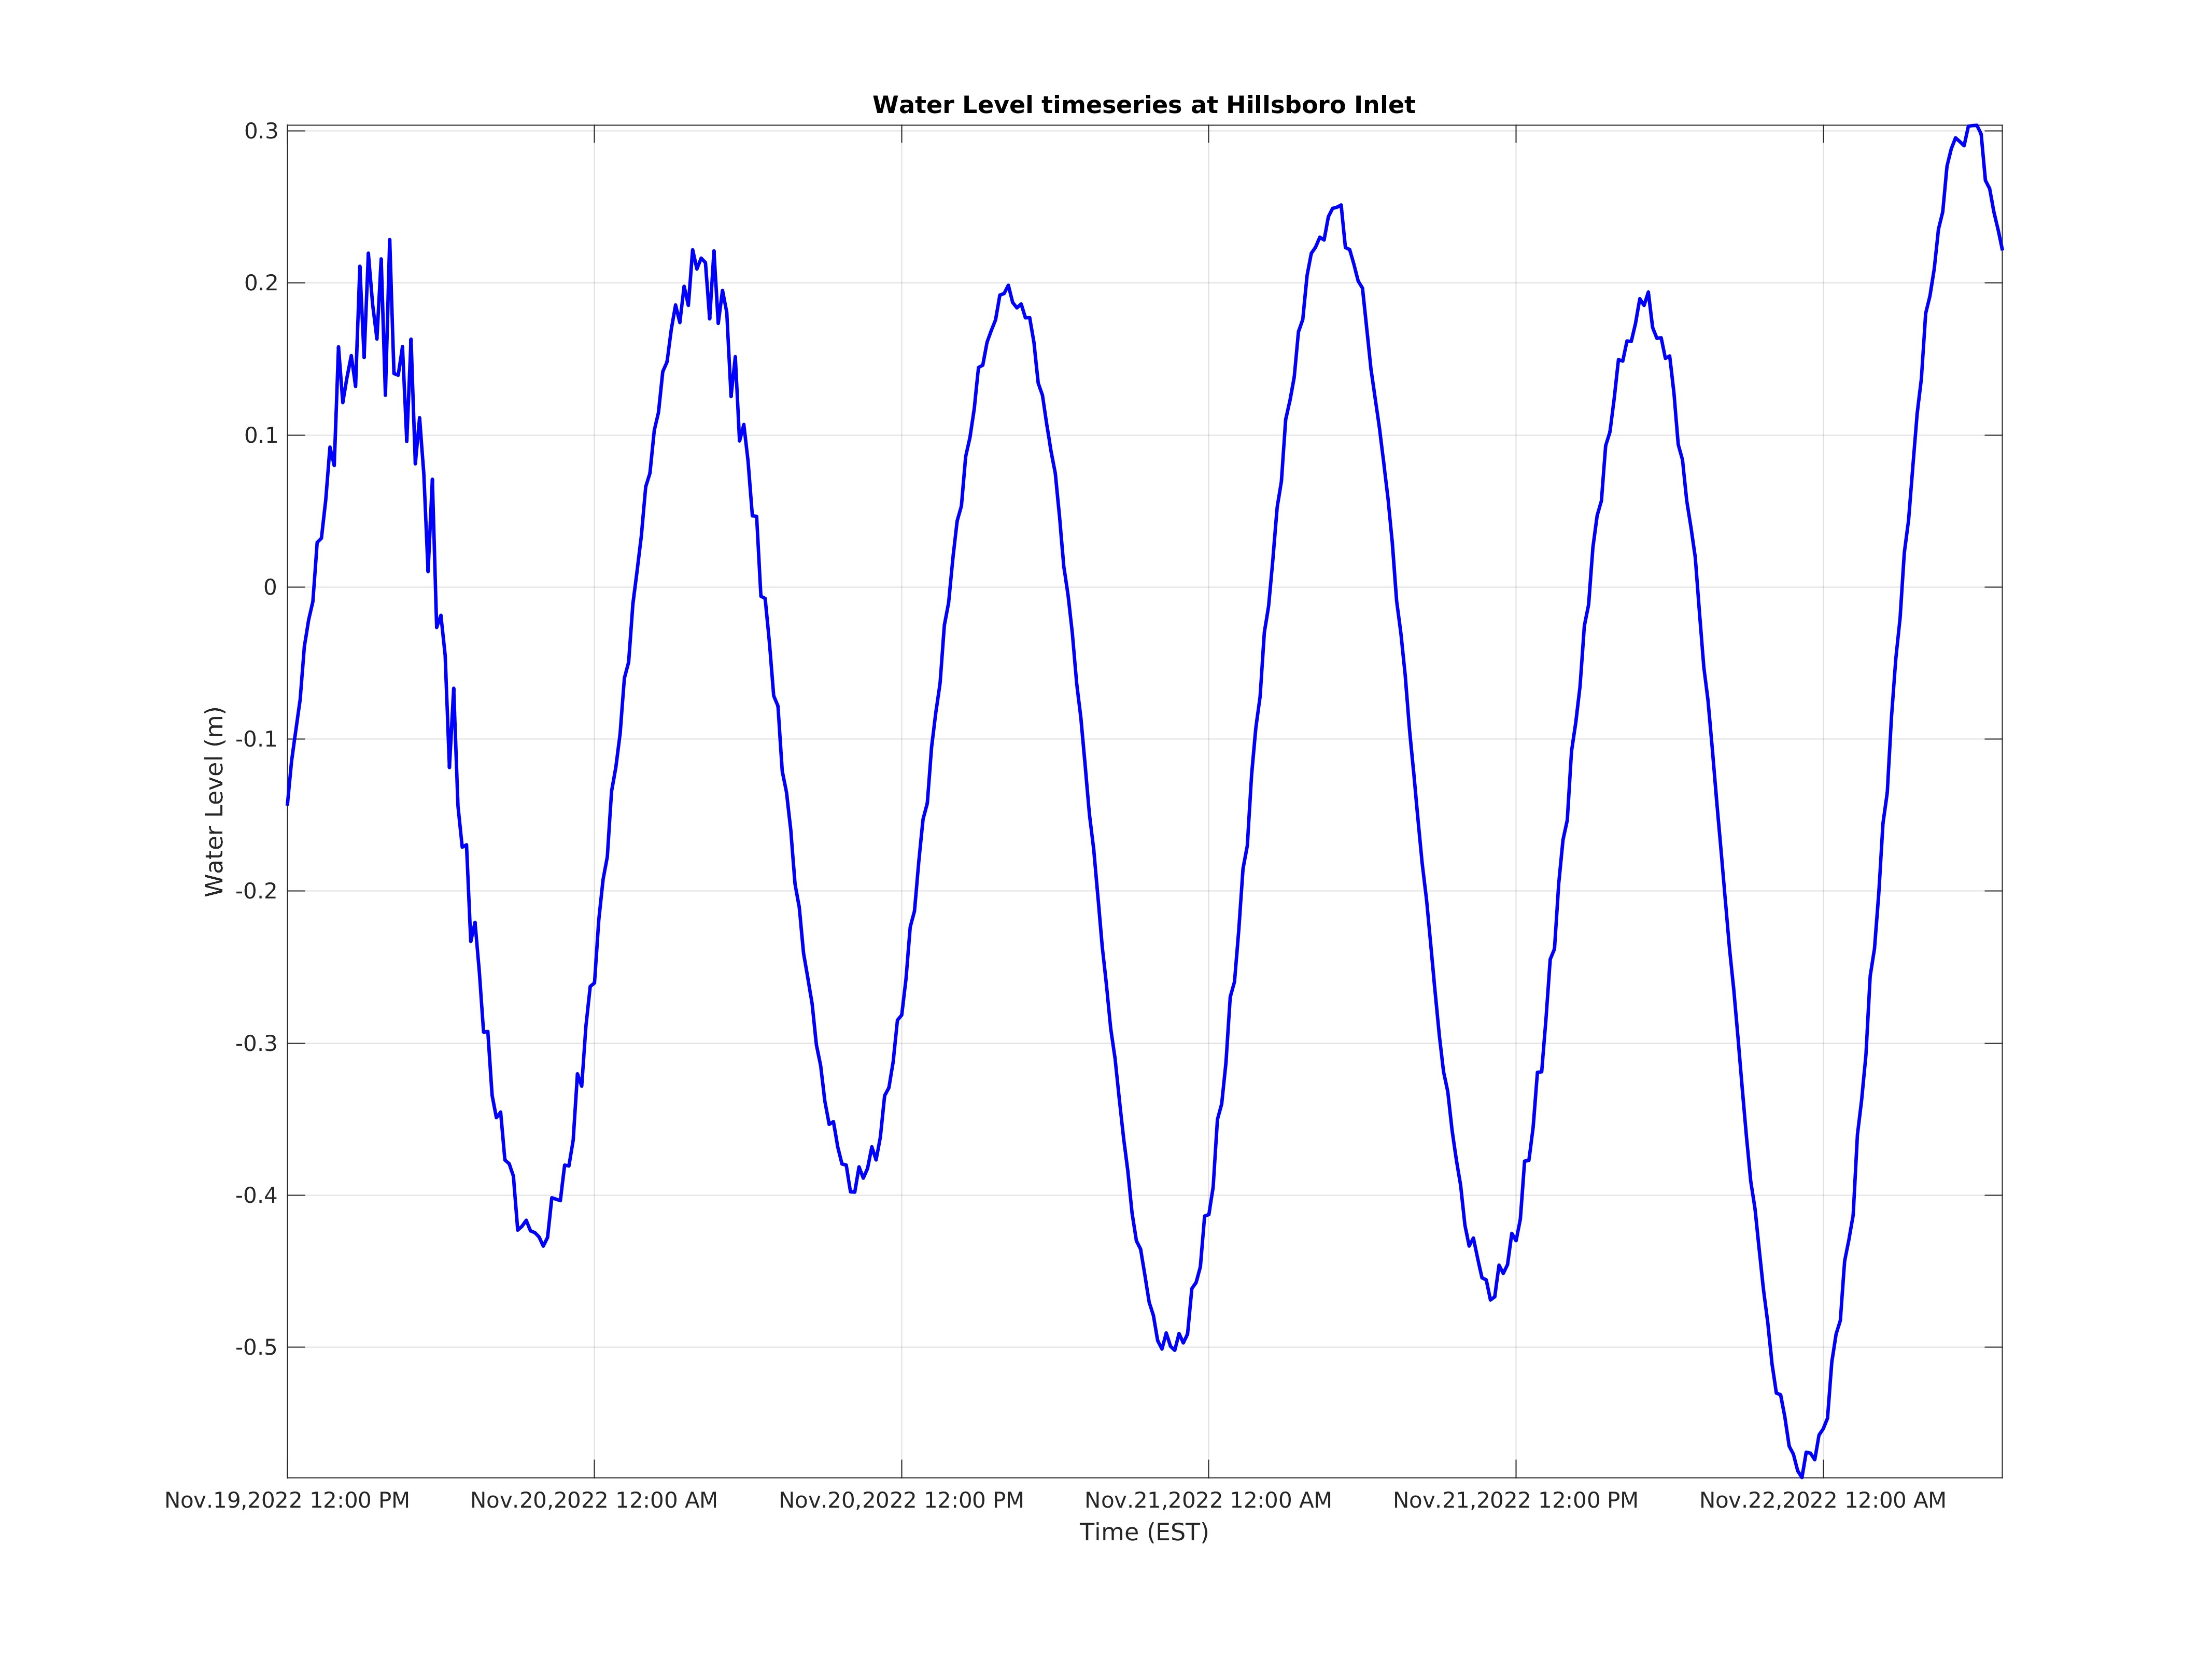 Water Level timeseries at Hillsboro Inlet
0.3
0.2
0.1
0
-0.1
-0.2
-0.3
-0.4
-0.5
Water Level (m)
Nov.19,2022 12:00 PM
Nov.20,2022 12:00 AM
Nov.20,2022 12:00 PM
Nov.21,2022 12:00 AM
Nov.21,2022 12:00 PM
Nov.22,2022 12:00 AM
Time (EST)